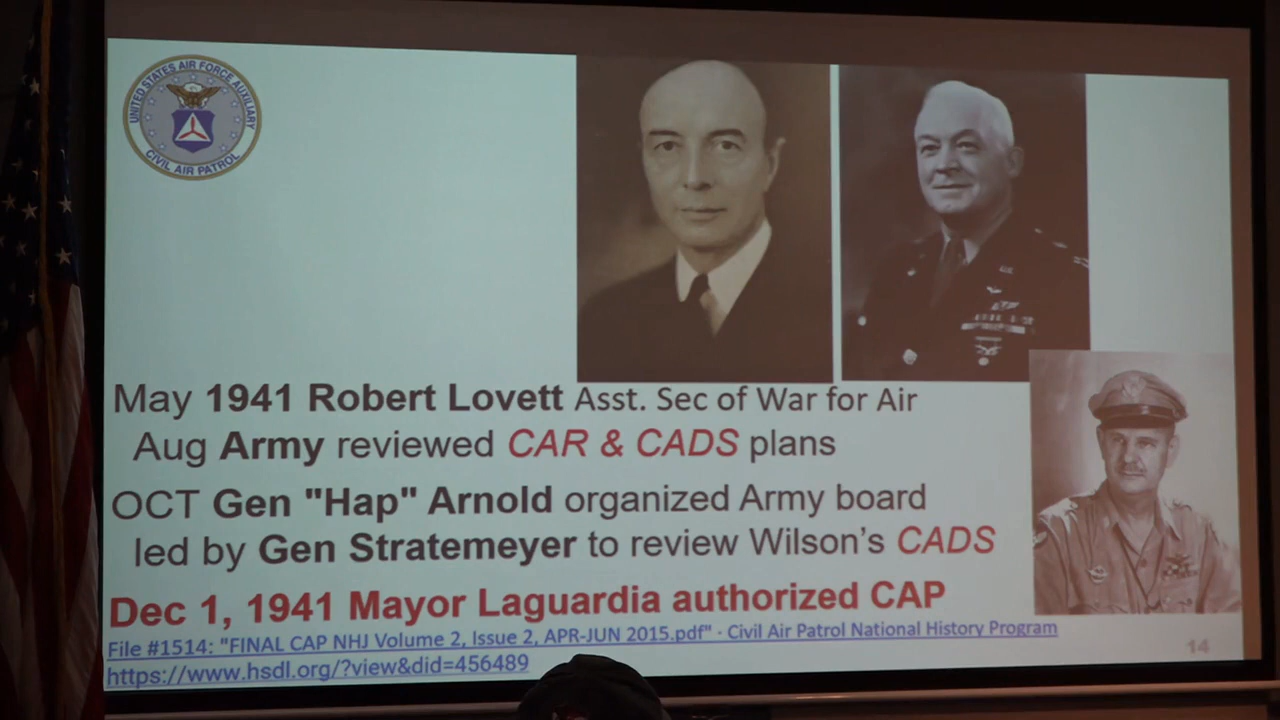 UNITED STATES AIR FORCE AUXILIARY
CIVIL AIR PATROL
May 1941 Robert Lovett Asst. Sec of War for Air
Aug Army reviewed CAR & CADS plans
OCT Gen "Hap" Arnold organized Army board
led by Gen Stratemeyer to review Wilson's CADS
Dec 1, 1941 Mayor Laguardia authorized CAP
File #1514: "FINAL CAP NHJ Volume 2, Issue 2, APR-JUN 2015.pdf" · Civil Air Patrol National History Program
https://www.hsdl.org/?view&did=456489
14